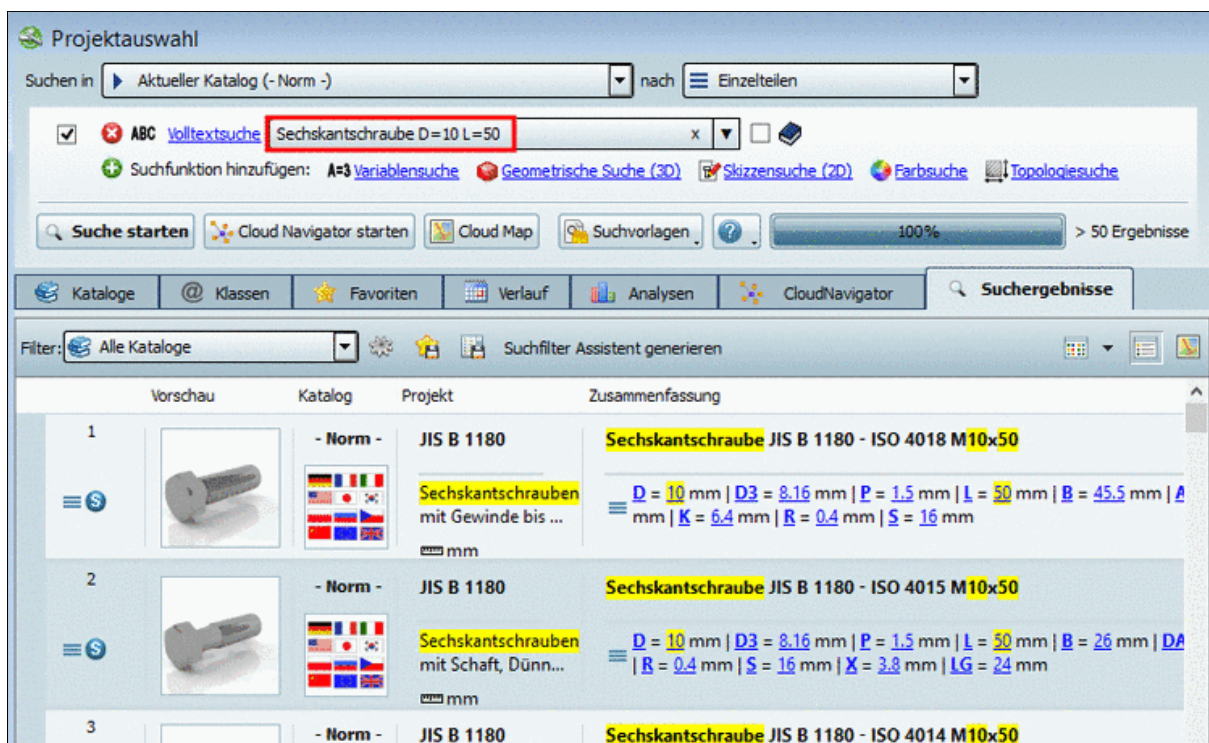 Projektauswahl
Suchen in Aktueller Katalog (- Norm -) nach Einzelteilen
ABC Volltextsuche Sechskantschraube D=10 L=50 x
Suchfunktion hinzufügen: A=3 Variablensuche Geometrische Suche (3D) Skizzensuche (2D) Farbsuche Topologiesuche
Suche starten Cloud Navigator starten Cloud Map Suchvorlagen 100% > 50 Ergebnisse
Kataloge Klassen Favoriten Verlauf Analysen CloudNavigator Suchergebnisse
Filter: Alle Kataloge Suchfilter Assistent generieren
Vorschau Katalog Projekt Zusammenfassung
1 - Norm - JIS B 1180 Sechskantschraube JIS B 1180 - ISO 4018 M10x50
Sechskantschrauben D = 10 mm | D3 = 8.16 mm | P = 1.5 mm | L = 50 mm | B = 45.5 mm | A
mit Gewinde bis ... mm | K = 6.4 mm | R = 0.4 mm | S = 16 mm
mm
2 - Norm - JIS B 1180 Sechskantschraube JIS B 1180 - ISO 4015 M10x50
Sechskantschrauben D = 10 mm | D3 = 8.16 mm | P = 1.5 mm | L = 50 mm | B = 26 mm | DA
mit Schaft, Dünn... | R = 0.4 mm | S = 16 mm | X = 3.8 mm | LG = 24 mm
mm
3 - Norm - JIS B 1180 Sechskantschraube JIS B 1180 - ISO 4014 M10x50